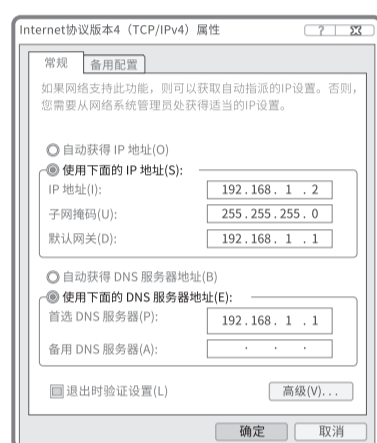 Internet协议版本4（TCP/IPv4）属性
?
常规 备用配置
如果网络支持此功能，则可以获取自动指派的IP设置。否则，
您需要从网络系统管理员处获得适当的IP设置。
自动获得 IP 地址(O)
使用下面的 IP 地址(S):
IP 地址(I): 192.168. 1 . 2
子网掩码(U): 255.255.255. 0
默认网关(D): 192.168. 1 . 1
自动获得 DNS 服务器地址(B)
使用下面的 DNS 服务器地址(E):
首选 DNS 服务器(P): 192.168. 1 . 1
备用 DNS 服务器(A): . . .
退出时验证设置(L) 高级(V)...
确定 取消